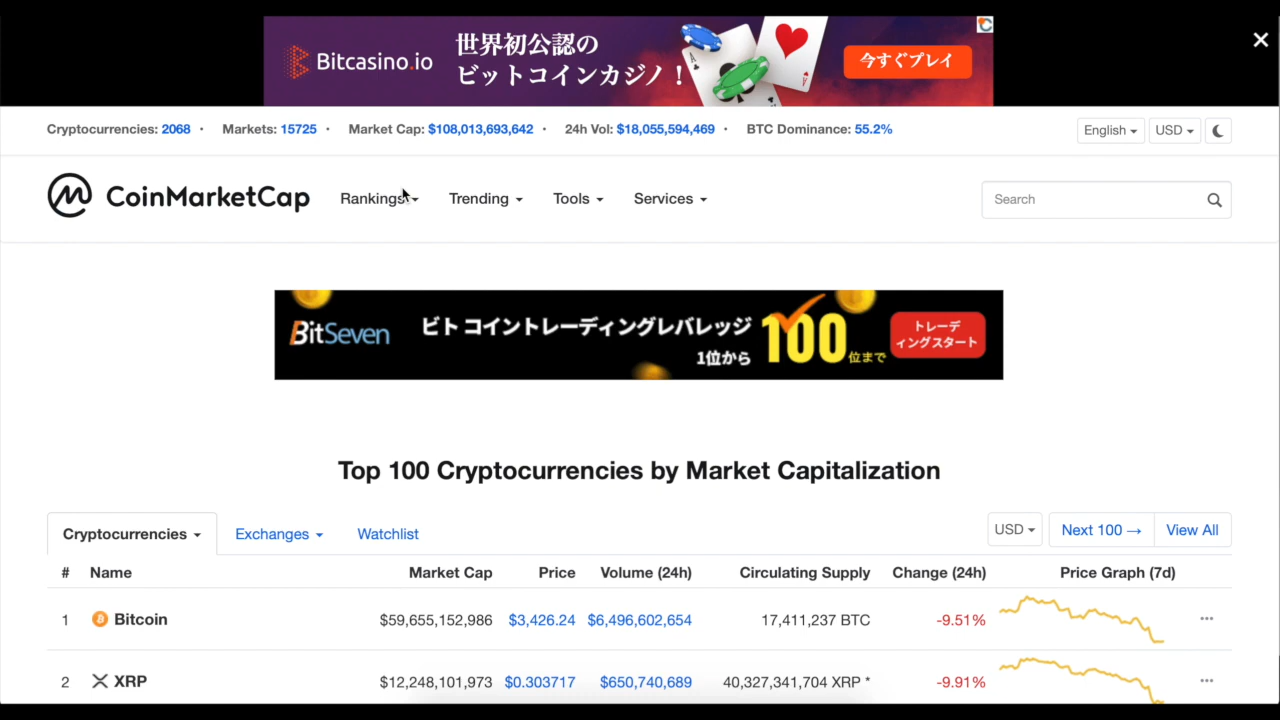 Bitcasino.io
世界初公認の
ビットコインカジノ！
今すぐプレイ
Cryptocurrencies: 2068 • Markets: 15725 • Market Cap: $108,013,693,642 • 24h Vol: $18,055,594,469 • BTC Dominance: 55.2%
English USD
CoinMarketCap Rankings Trending Tools Services Search
BitSeven
ビト コイントレーディングレバレッジ
1位から 100 位まで
トレーデ
ィングスタート
Top 100 Cryptocurrencies by Market Capitalization
Cryptocurrencies Exchanges Watchlist USD Next 100 → View All
# Name Market Cap Price Volume (24h) Circulating Supply Change (24h) Price Graph (7d)
1 Bitcoin $59,655,152,986 $3,426.24 $6,496,602,654 17,411,237 BTC -9.51%
2 XRP $12,248,101,973 $0.303717 $650,740,689 40,327,341,704 XRP * -9.91%